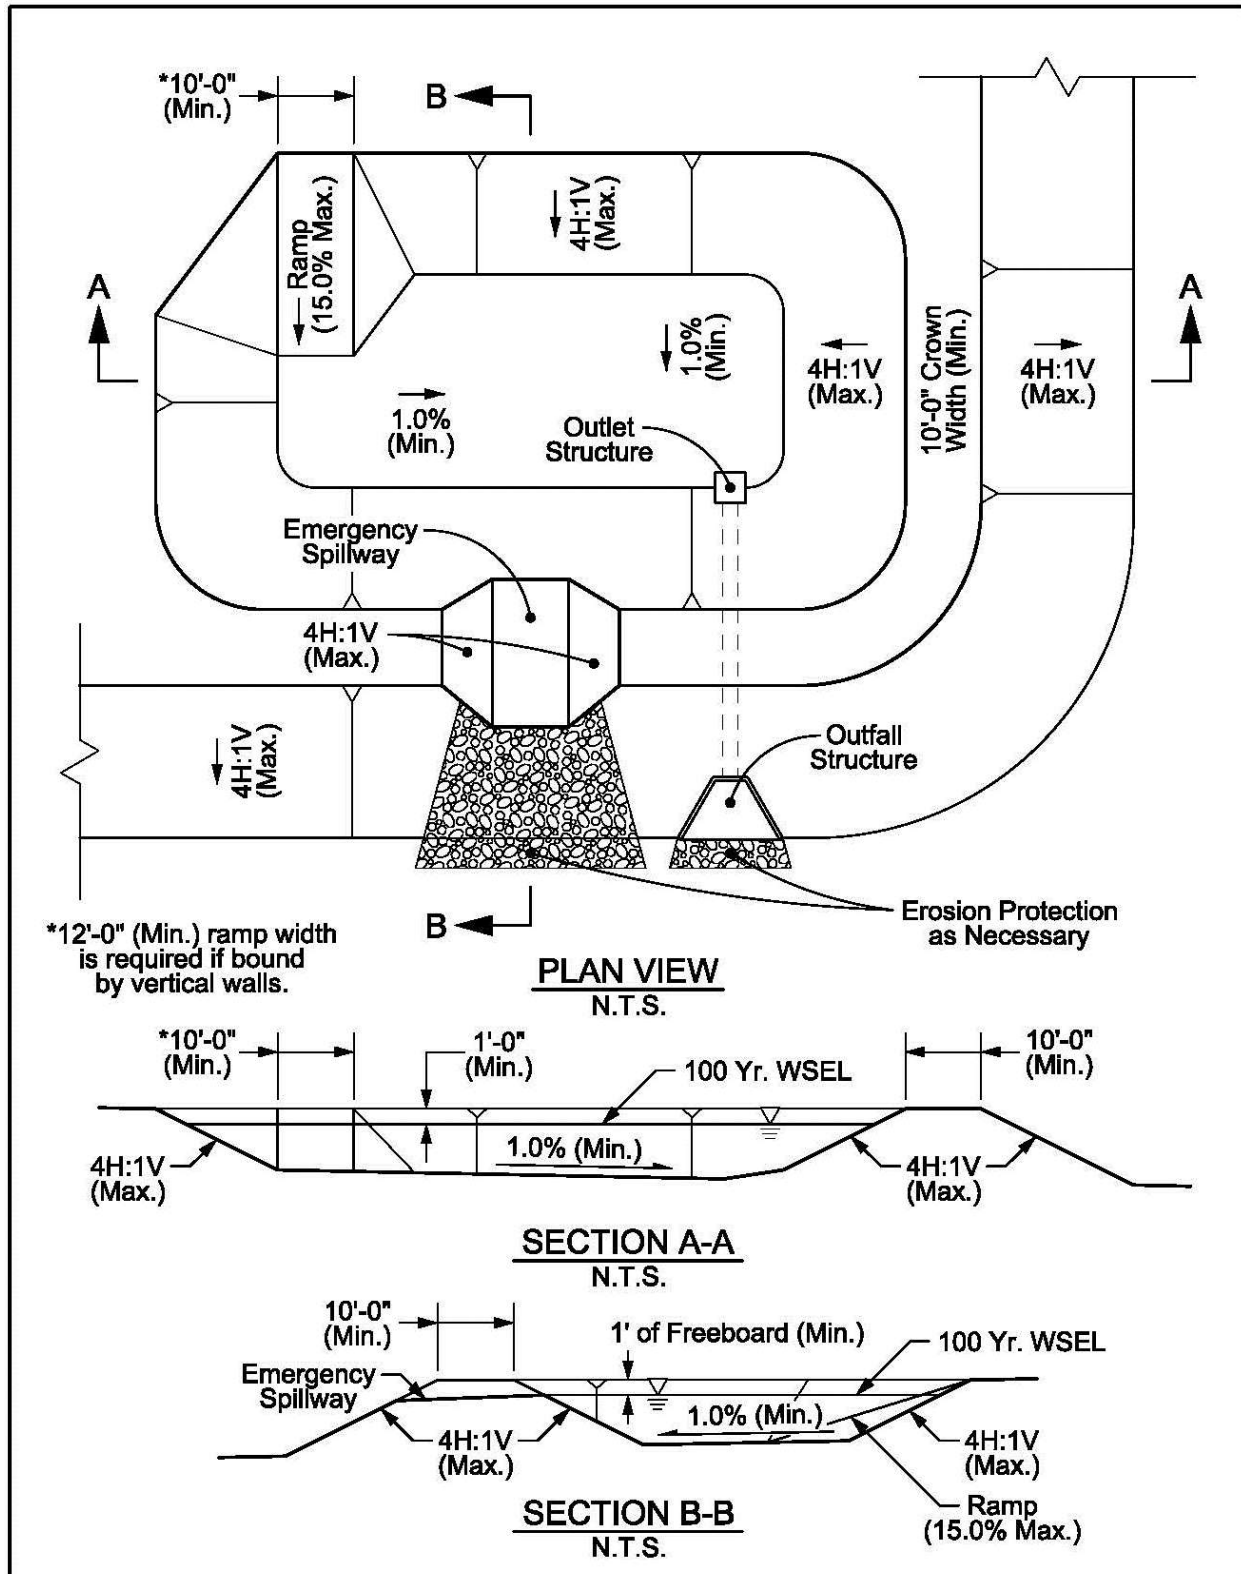 *10'-0"
(Min.)
B
Ramp
(15.0% Max.)
4H:1V
(Max.)
A
A
1.0%
(Min.)
4H:1V
(Max.)
10'-0" Crown
Width (Min.)
4H:1V
(Max.)
1.0%
(Min.)
Outlet
Structure
Emergency
Spillway
4H:1V
(Max.)
4H:1V
(Max.)
Outfall
Structure
B
Erosion Protection
as Necessary
*12'-0" (Min.) ramp width
is required if bound
by vertical walls.
PLAN VIEW
N.T.S.
*10'-0"
(Min.)
1'-0"
(Min.)
100 Yr. WSEL
10'-0"
(Min.)
4H:1V
(Max.)
1.0% (Min.)
4H:1V
(Max.)
SECTION A-A
N.T.S.
10'-0"
(Min.)
1' of Freeboard (Min.)
100 Yr. WSEL
Emergency
Spillway
4H:1V
(Max.)
1.0% (Min.)
4H:1V
(Max.)
Ramp
(15.0% Max.)
SECTION B-B
N.T.S.